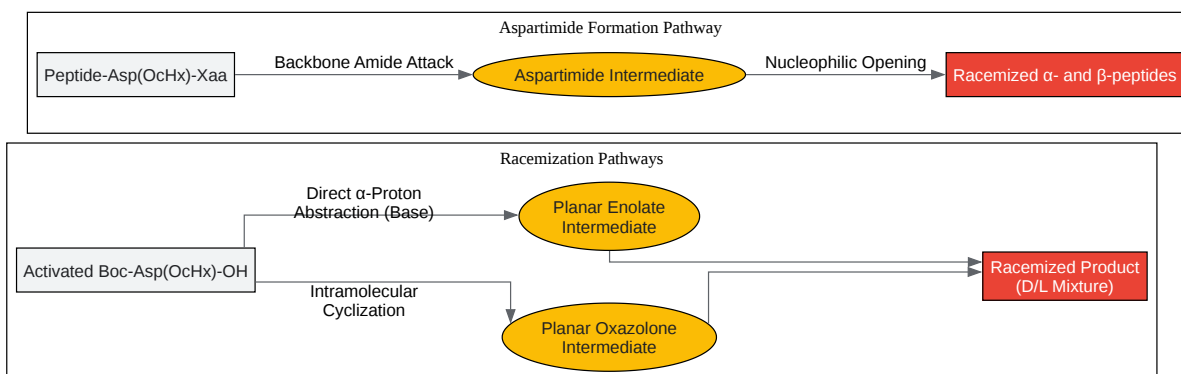 Aspartimide Formation Pathway
Peptide-Asp(OcHx)-Xaa
Backbone Amide Attack
Aspartimide Intermediate
Nucleophilic Opening
Racemized α- and β-peptides
Racemization Pathways
Activated Boc-Asp(OcHx)-OH
Direct α-Proton
Abstraction (Base)
Planar Enolate
Intermediate
Intramolecular
Cyclization
Planar Oxazolone
Intermediate
Racemized Product
(D/L Mixture)